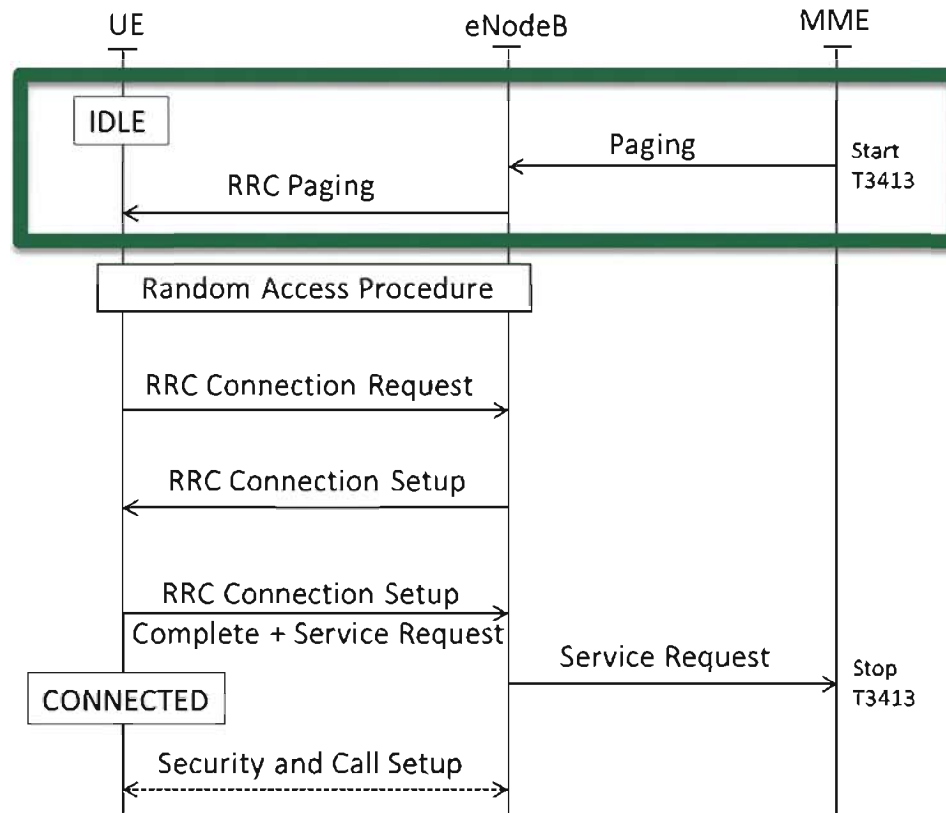 UE
eNodeB
MME
IDLE
Paging
Start
T3413
RRC Paging
Random Access Procedure
RRC Connection Request
RRC Connection Setup
RRC Connection Setup
Complete + Service Request
Service Request
Stop
T3413
CONNECTED
Security and Call Setup